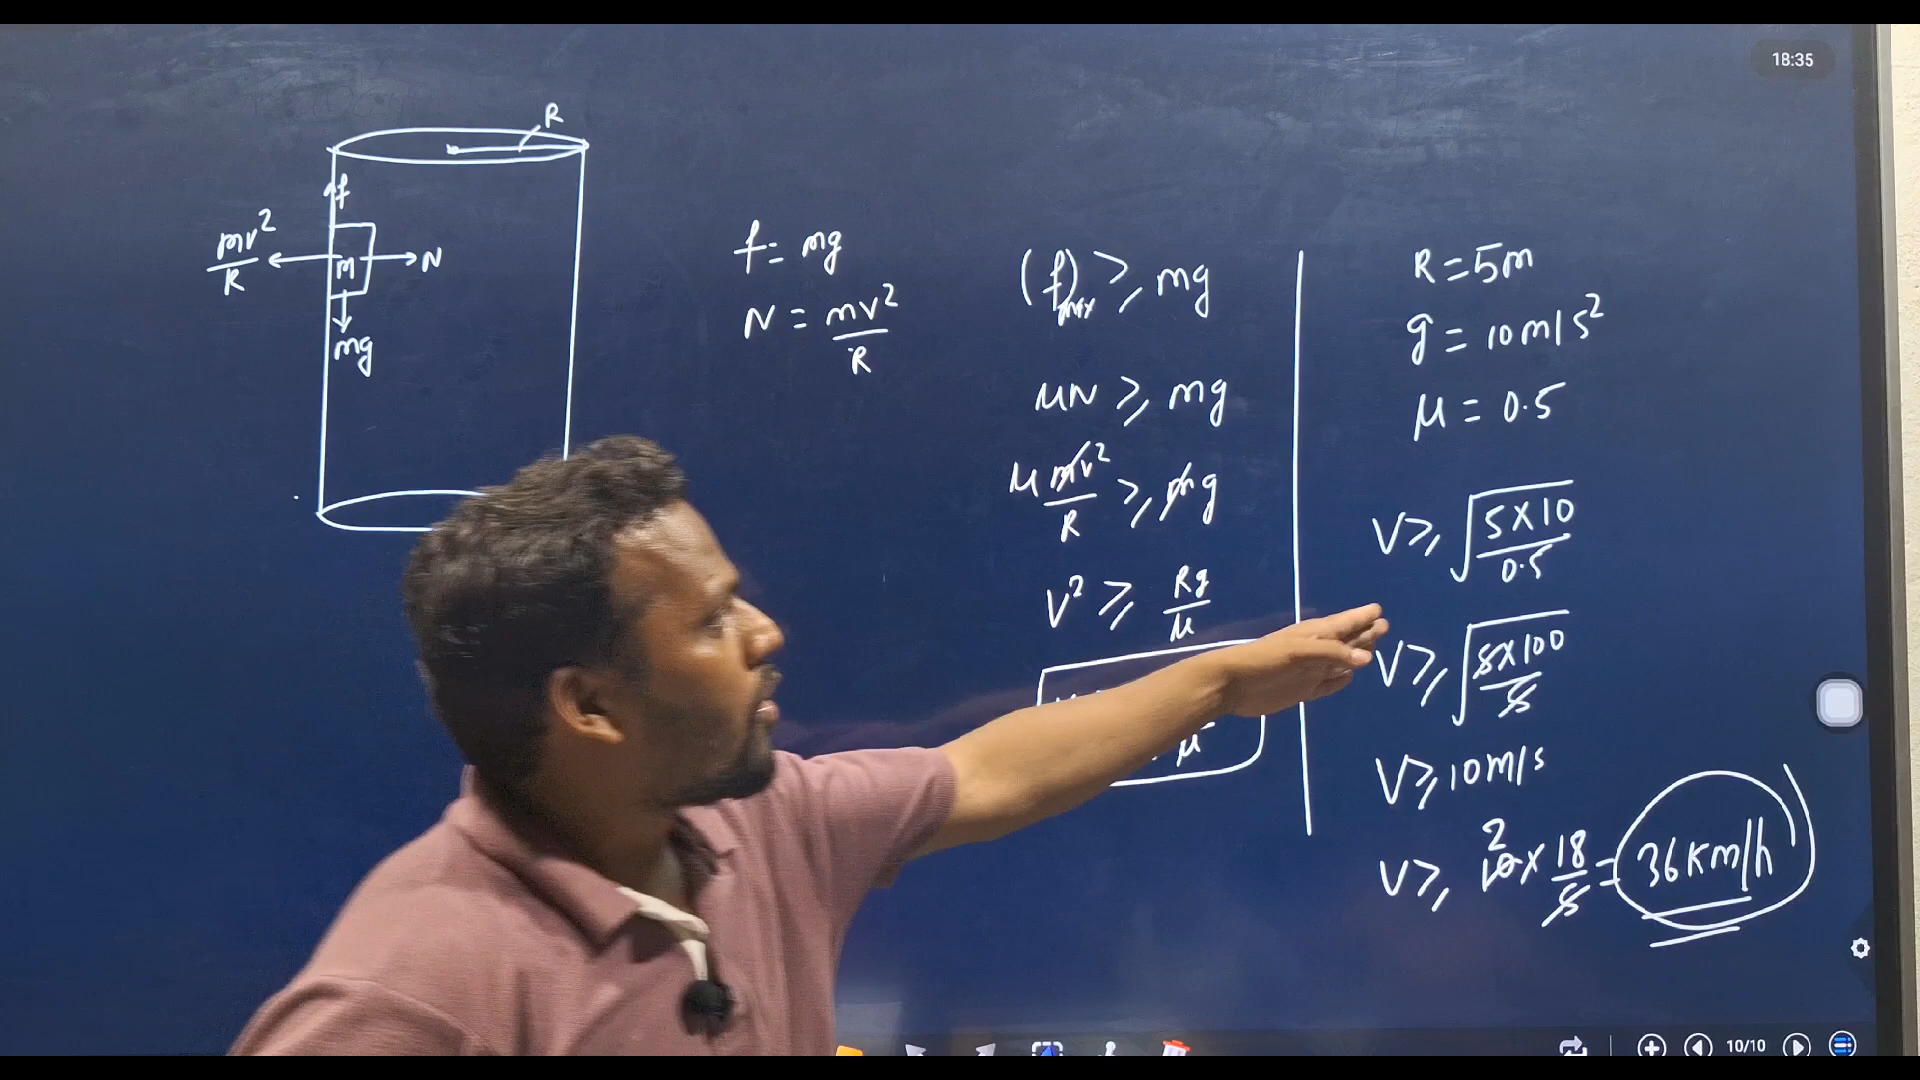 18:35
R
f
mv²/R
m
N
mg
f = mg
N = mv²/R
(f)max ≥ mg
μN ≥ mg
μ mv²/R ≥ mg
V² ≥ Rg/μ
μ
R = 5m
g = 10 m/s²
μ = 0.5
V ≥ √(5×10/0.5)
V ≥ √(5×100/5)
V ≥ 10 m/s
2
V ≥ 10 × 18/5 = 36 Km/h
10/10